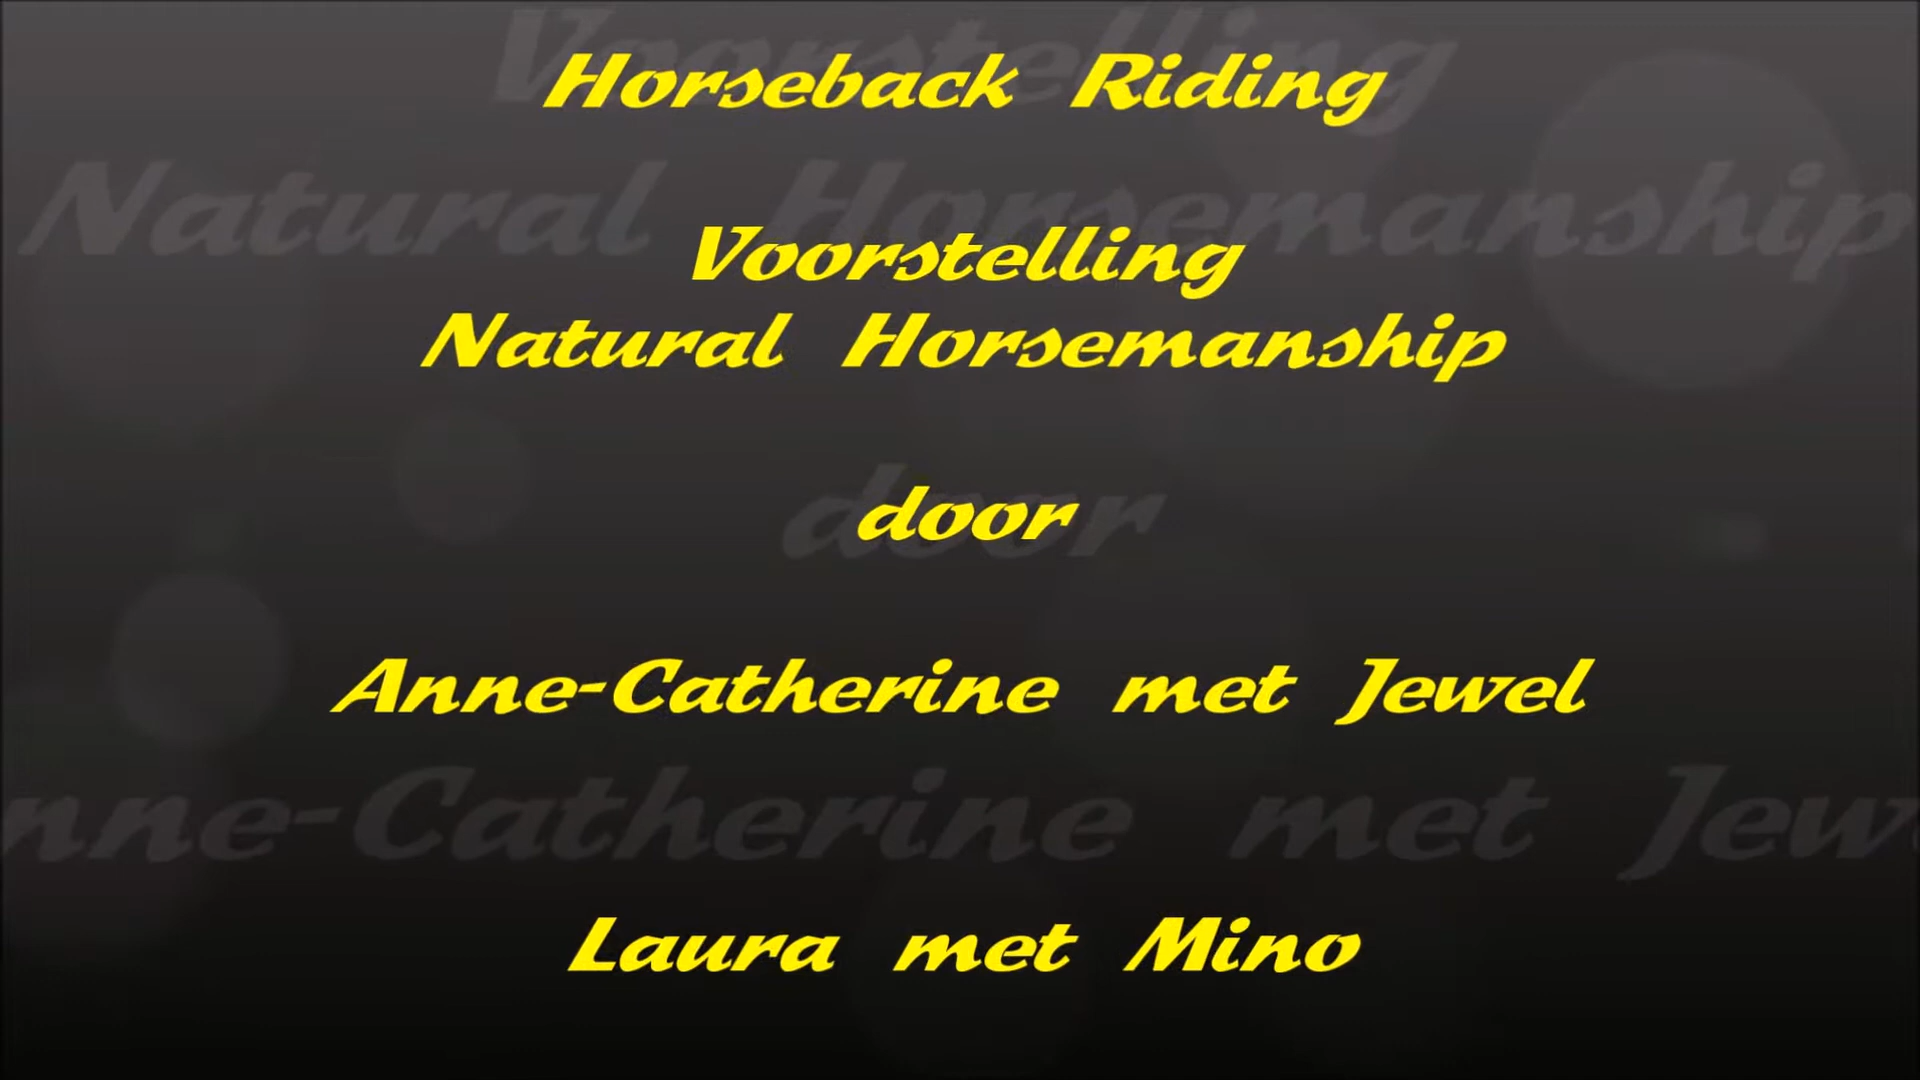 Horseback Riding
Voorstelling
Natural Horsemanship
door
Anne-Catherine met Jewel
Laura met Mino